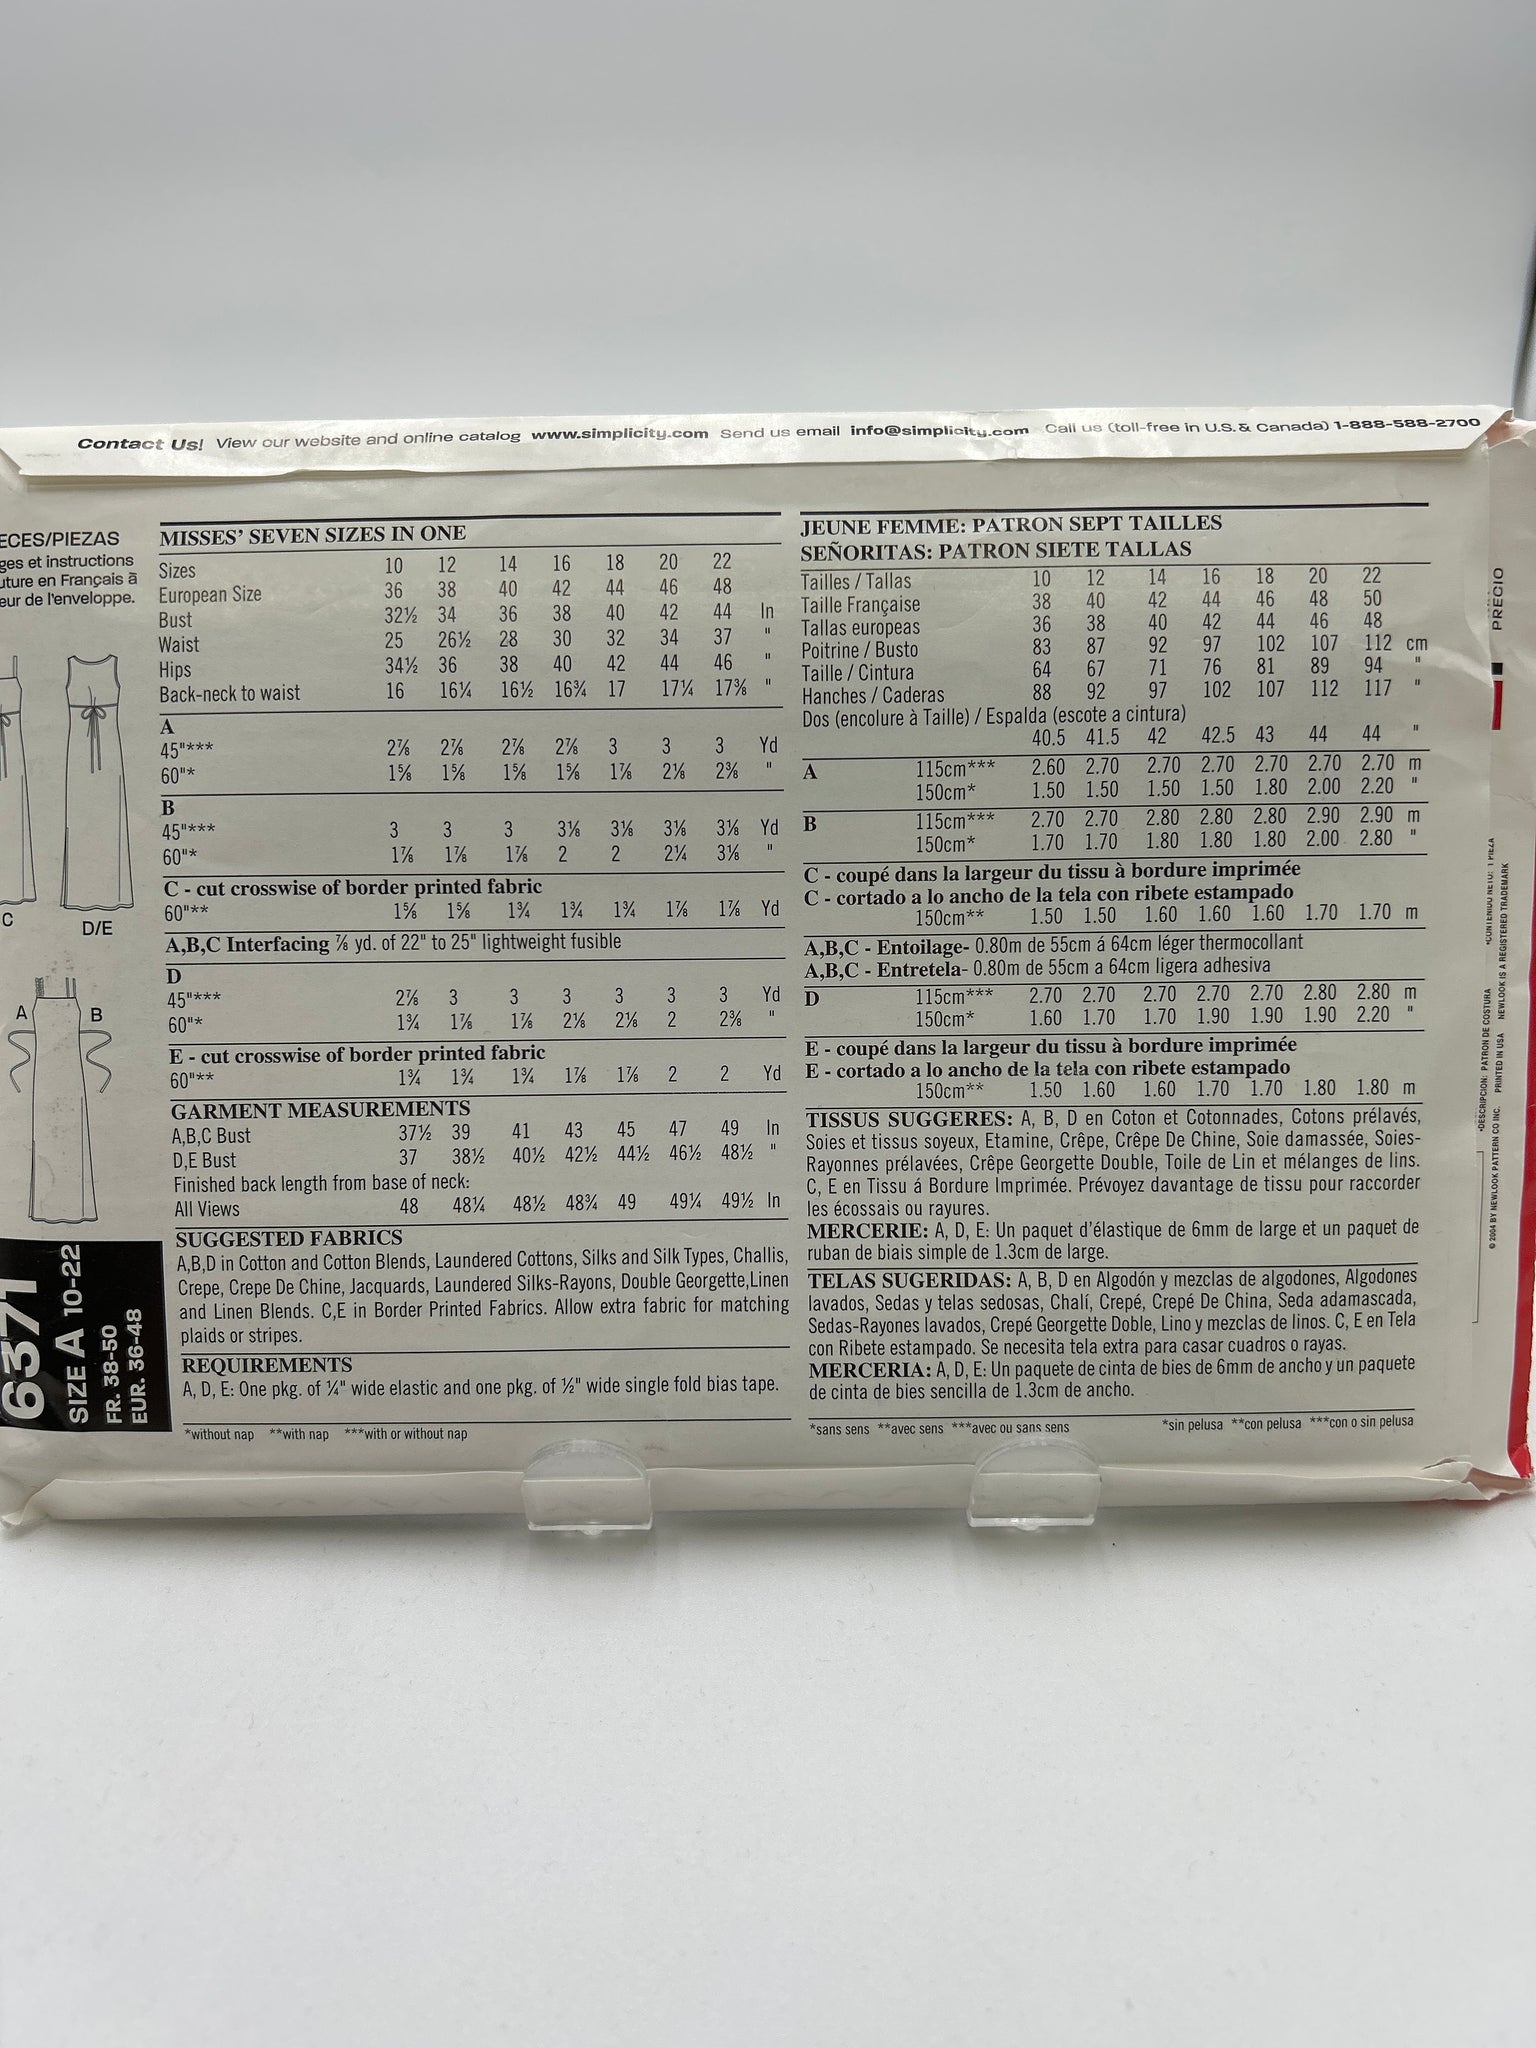 Contact Us! View our website and online catalog www.simplicity.com Send us email info@simplicity.com Call us (toll-free in U.S. & Canada) 1-888-588-2700
ECES/PIEZAS
ges et instructions
uture en Français à
eur de l'enveloppe.
C
D/E
A
B
6371
SIZE A 10-22
FR. 38-50
EUR. 36-48
MISSES' SEVEN SIZES IN ONE
Sizes 10 12 14 16 18 20 22
European Size 36 38 40 42 44 46 48
Bust 32½ 34 36 38 40 42 44 In
Waist 25 26½ 28 30 32 34 37 "
Hips 34½ 36 38 40 42 44 46 "
Back-neck to waist 16 16¼ 16½ 16¾ 17 17¼ 17⅜ "
A
45"*** 2⅞ 2⅞ 2⅞ 2⅞ 3 3 3 Yd
60"* 1⅝ 1⅝ 1⅝ 1⅝ 1⅞ 2⅛ 2⅜ "
B
45"*** 3 3 3 3⅛ 3⅛ 3⅛ 3⅛ Yd
60"* 1⅞ 1⅞ 1⅞ 2 2 2¼ 3⅛ "
C - cut crosswise of border printed fabric
60"** 1⅝ 1⅝ 1¾ 1¾ 1¾ 1⅞ 1⅞ Yd
A,B,C Interfacing ⅞ yd. of 22" to 25" lightweight fusible
D
45"*** 2⅞ 3 3 3 3 3 3 Yd
60"* 1¾ 1⅞ 1⅞ 2⅛ 2⅛ 2 2⅜ "
E - cut crosswise of border printed fabric
60"** 1¾ 1¾ 1¾ 1⅞ 1⅞ 2 2 Yd
GARMENT MEASUREMENTS
A,B,C Bust 37½ 39 41 43 45 47 49 In
D,E Bust 37 38½ 40½ 42½ 44½ 46½ 48½ "
Finished back length from base of neck:
All Views 48 48¼ 48½ 48¾ 49 49¼ 49½ In
SUGGESTED FABRICS
A,B,D in Cotton and Cotton Blends, Laundered Cottons, Silks and Silk Types, Challis,
Crepe, Crepe De Chine, Jacquards, Laundered Silks-Rayons, Double Georgette,Linen
and Linen Blends. C,E in Border Printed Fabrics. Allow extra fabric for matching
plaids or stripes.
REQUIREMENTS
A, D, E: One pkg. of ¼" wide elastic and one pkg. of ½" wide single fold bias tape.
*without nap **with nap ***with or without nap
JEUNE FEMME: PATRON SEPT TAILLES
SEÑORITAS: PATRON SIETE TALLAS
Tailles / Tallas 10 12 14 16 18 20 22
Taille Française 38 40 42 44 46 48 50
Tallas europeas 36 38 40 42 44 46 48
Poitrine / Busto 83 87 92 97 102 107 112 cm
Taille / Cintura 64 67 71 76 81 89 94 "
Hanches / Caderas 88 92 97 102 107 112 117 "
Dos (encolure à Taille) / Espalda (escote a cintura)
40.5 41.5 42 42.5 43 44 44 "
A 115cm*** 2.60 2.70 2.70 2.70 2.70 2.70 2.70 m
150cm* 1.50 1.50 1.50 1.50 1.80 2.00 2.20 "
B 115cm*** 2.70 2.70 2.80 2.80 2.80 2.90 2.90 m
150cm* 1.70 1.70 1.80 1.80 1.80 2.00 2.80 "
C - coupé dans la largeur du tissu à bordure imprimée
C - cortado a lo ancho de la tela con ribete estampado
150cm** 1.50 1.50 1.60 1.60 1.60 1.70 1.70 m
A,B,C - Entoilage- 0.80m de 55cm á 64cm léger thermocollant
A,B,C - Entretela- 0.80m de 55cm a 64cm ligera adhesiva
D 115cm*** 2.70 2.70 2.70 2.70 2.70 2.80 2.80 m
150cm* 1.60 1.70 1.70 1.90 1.90 1.90 2.20 "
E - coupé dans la largeur du tissu à bordure imprimée
E - cortado a lo ancho de la tela con ribete estampado
150cm** 1.50 1.60 1.60 1.70 1.70 1.80 1.80 m
TISSUS SUGGERES: A, B, D en Coton et Cotonnades, Cotons prélavés,
Soies et tissus soyeux, Etamine, Crêpe, Crêpe De Chine, Soie damassée, Soies-
Rayonnes prélavées, Crêpe Georgette Double, Toile de Lin et mélanges de lins.
C, E en Tissu á Bordure Imprimée. Prévoyez davantage de tissu pour raccorder
les écossais ou rayures.
MERCERIE: A, D, E: Un paquet d'élastique de 6mm de large et un paquet de
ruban de biais simple de 1.3cm de large.
TELAS SUGERIDAS: A, B, D en Algodón y mezclas de algodones, Algodones
lavados, Sedas y telas sedosas, Chalí, Crepé, Crepé De China, Seda adamascada,
Sedas-Rayones lavados, Crepé Georgette Doble, Lino y mezclas de linos. C, E en Tela
con Ribete estampado. Se necesita tela extra para casar cuadros o rayas.
MERCERIA: A, D, E: Un paquete de cinta de bies de 6mm de ancho y un paquete
de cinta de bies sencilla de 1.3cm de ancho.
*sans sens **avec sens ***avec ou sans sens *sin pelusa **con pelusa ***con o sin pelusa
PRECIO
•DESCRIPCION: PATRON DE COSTURA •CONTENIDO NETO: 1 PIEZA
© 2004 BY NEWLOOK PATTERN CO INC. PRINTED IN USA NEWLOOK IS A REGISTERED TRADEMARK